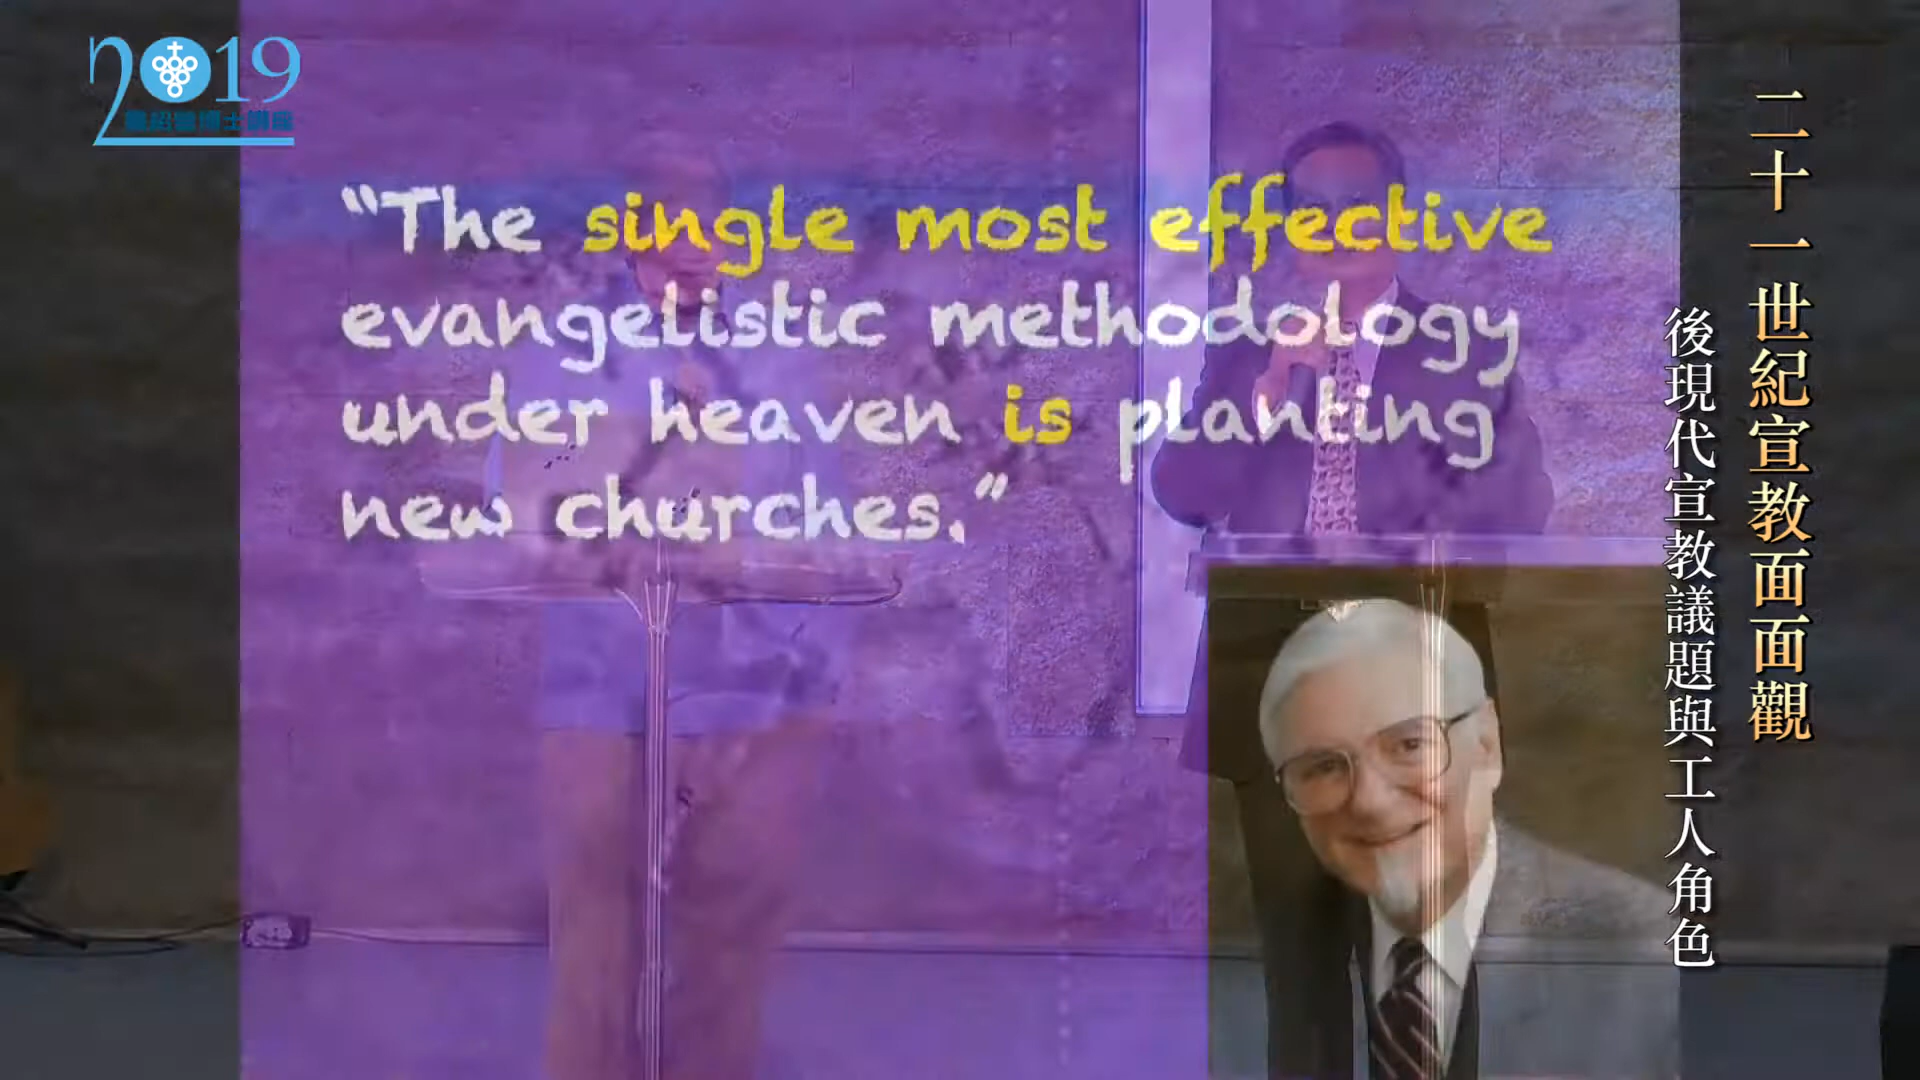 2019
“The single most effective
evangelistic methodology
under heaven is planting
new churches.”
二十一世紀宣教面面觀
後現代宣教議題與工人角色